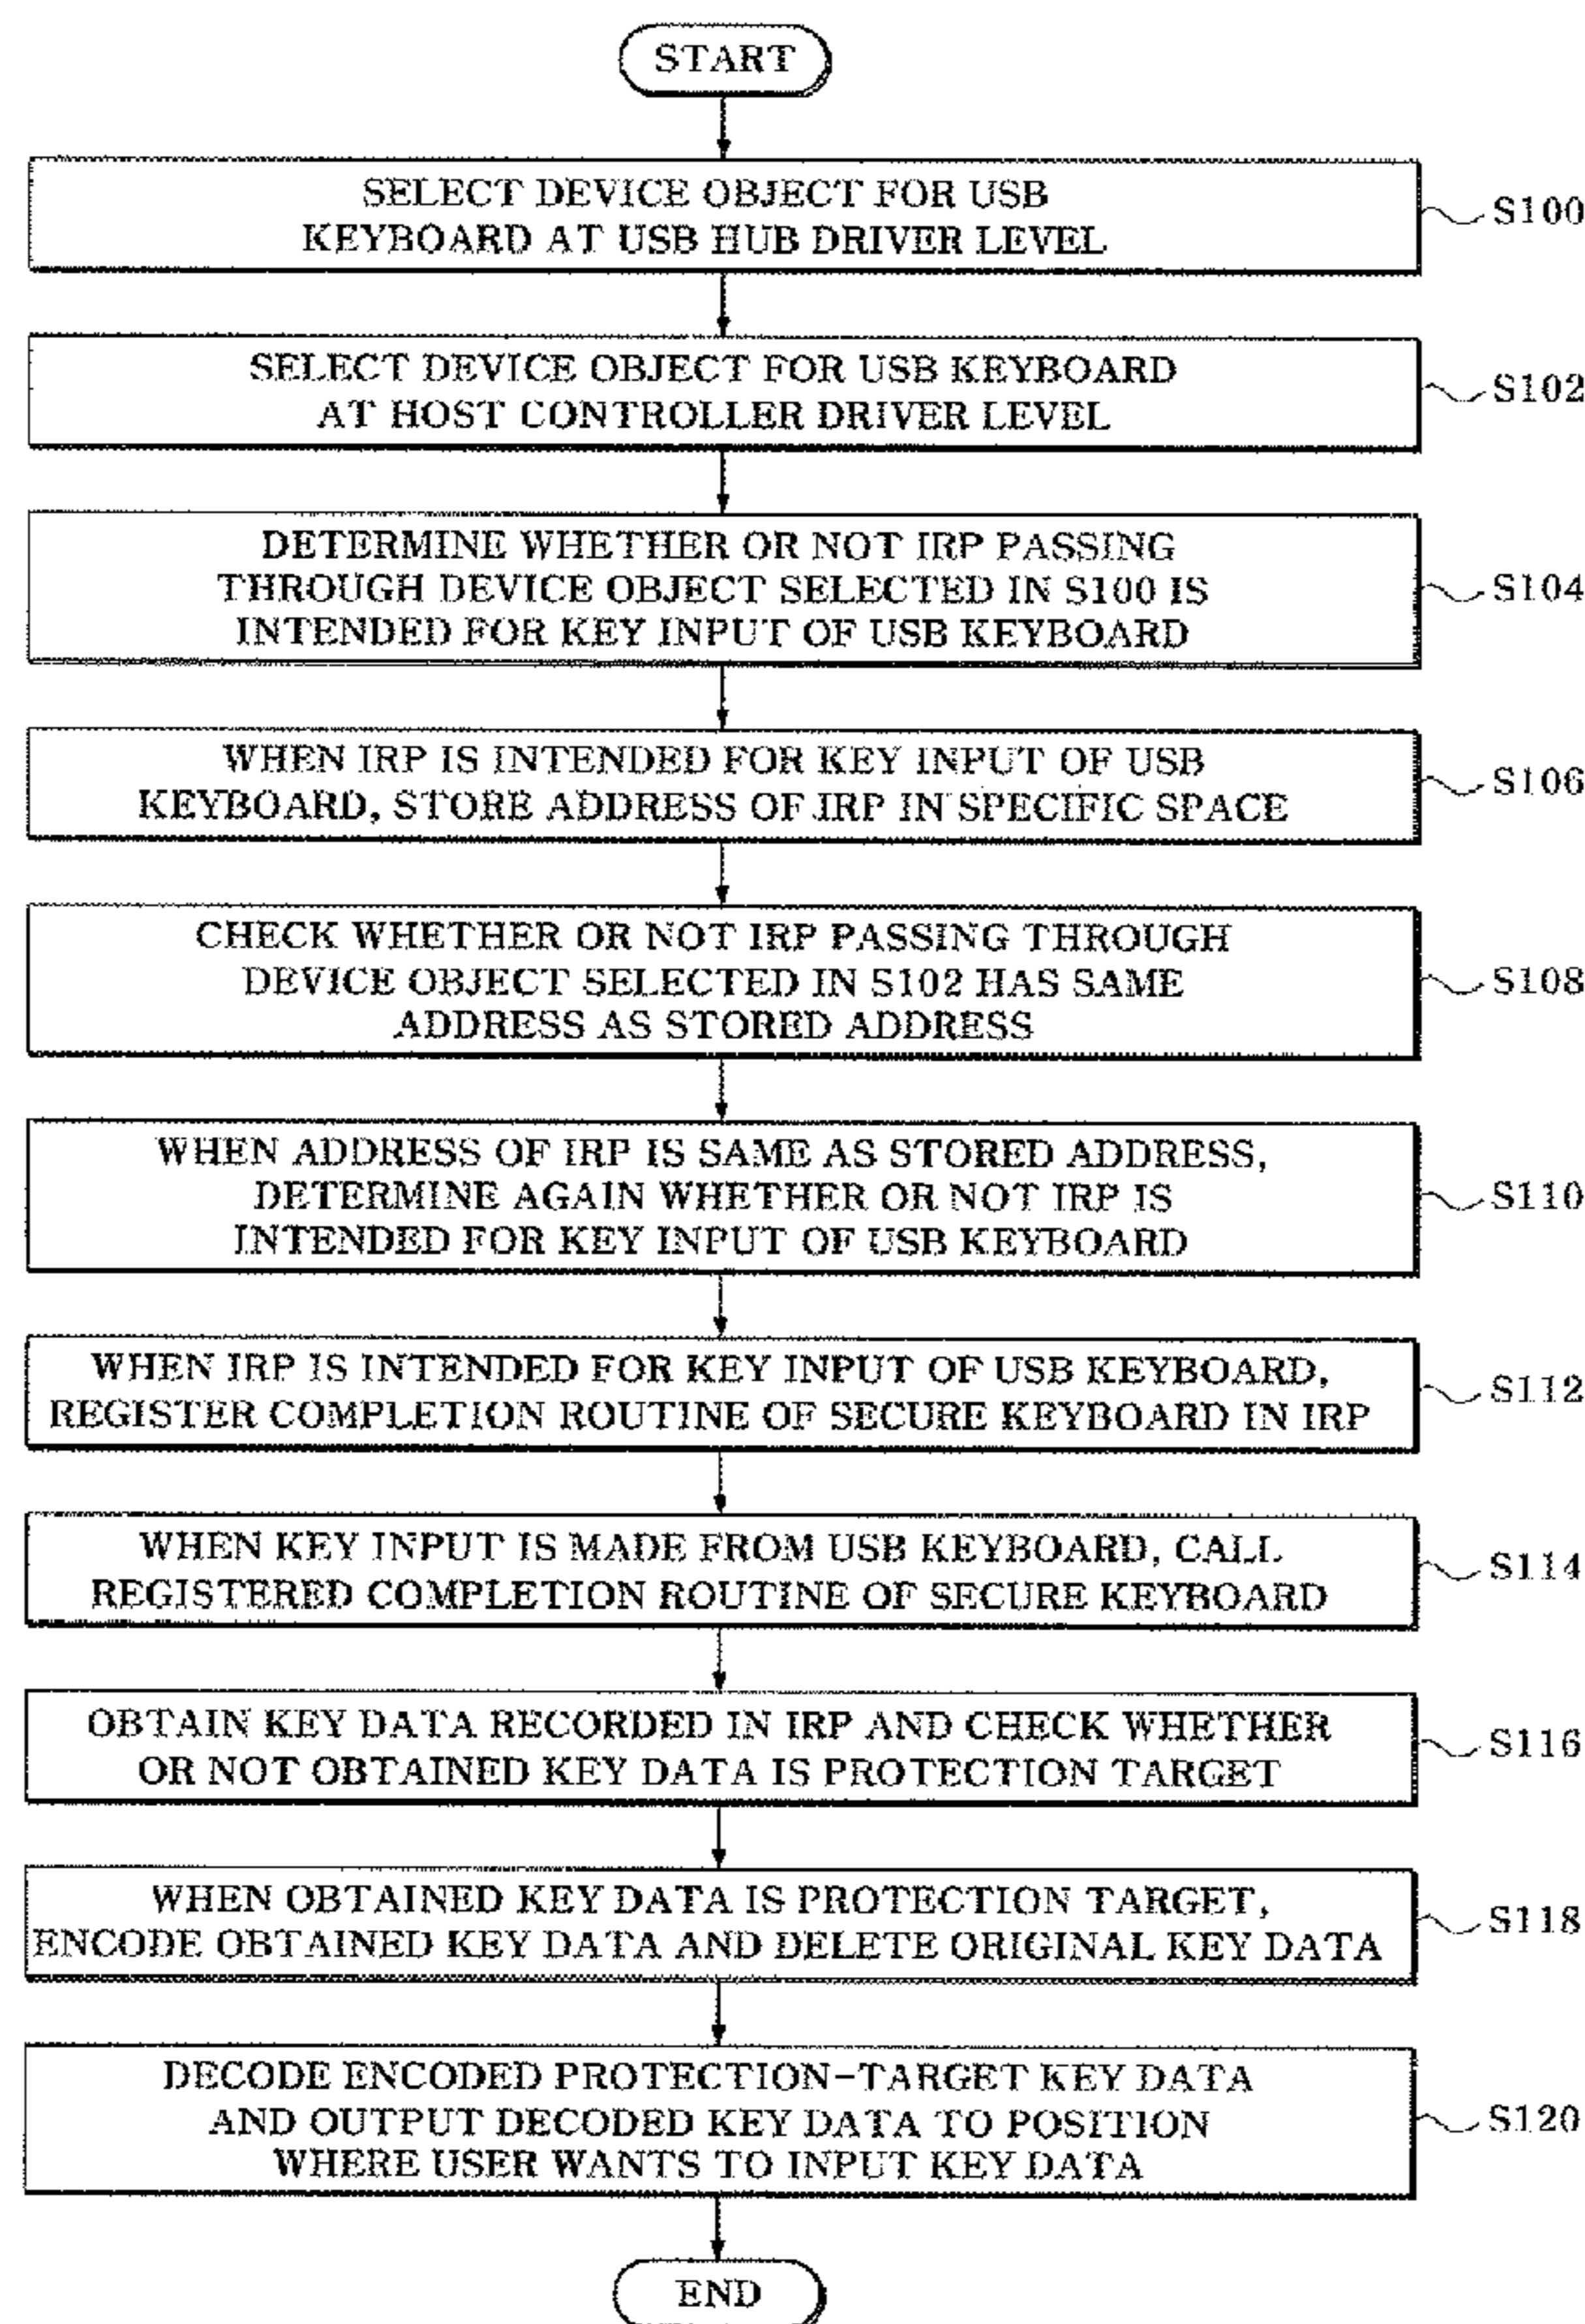 START
SELECT DEVICE OBJECT FOR USB
KEYBOARD AT USB HUB DRIVER LEVEL
S100
SELECT DEVICE OBJECT FOR USB KEYBOARD
AT HOST CONTROLLER DRIVER LEVEL
S102
DETERMINE WHETHER OR NOT IRP PASSING
THROUGH DEVICE OBJECT SELECTED IN S100 IS
INTENDED FOR KEY INPUT OF USB KEYBOARD
S104
WHEN IRP IS INTENDED FOR KEY INPUT OF USB
KEYBOARD, STORE ADDRESS OF IRP IN SPECIFIC SPACE
S106
CHECK WHETHER OR NOT IRP PASSING THROUGH
DEVICE OBJECT SELECTED IN S102 HAS SAME
ADDRESS AS STORED ADDRESS
S108
WHEN ADDRESS OF IRP IS SAME AS STORED ADDRESS,
DETERMINE AGAIN WHETHER OR NOT IRP IS
INTENDED FOR KEY INPUT OF USB KEYBOARD
S110
WHEN IRP IS INTENDED FOR KEY INPUT OF USB KEYBOARD,
REGISTER COMPLETION ROUTINE OF SECURE KEYBOARD IN IRP
S112
WHEN KEY INPUT IS MADE FROM USB KEYBOARD, CALL
REGISTERED COMPLETION ROUTINE OF SECURE KEYBOARD
S114
OBTAIN KEY DATA RECORDED IN IRP AND CHECK WHETHER
OR NOT OBTAINED KEY DATA IS PROTECTION TARGET
S116
WHEN OBTAINED KEY DATA IS PROTECTION TARGET,
ENCODE OBTAINED KEY DATA AND DELETE ORIGINAL KEY DATA
S118
DECODE ENCODED PROTECTION-TARGET KEY DATA
AND OUTPUT DECODED KEY DATA TO POSITION
WHERE USER WANTS TO INPUT KEY DATA
S120
END